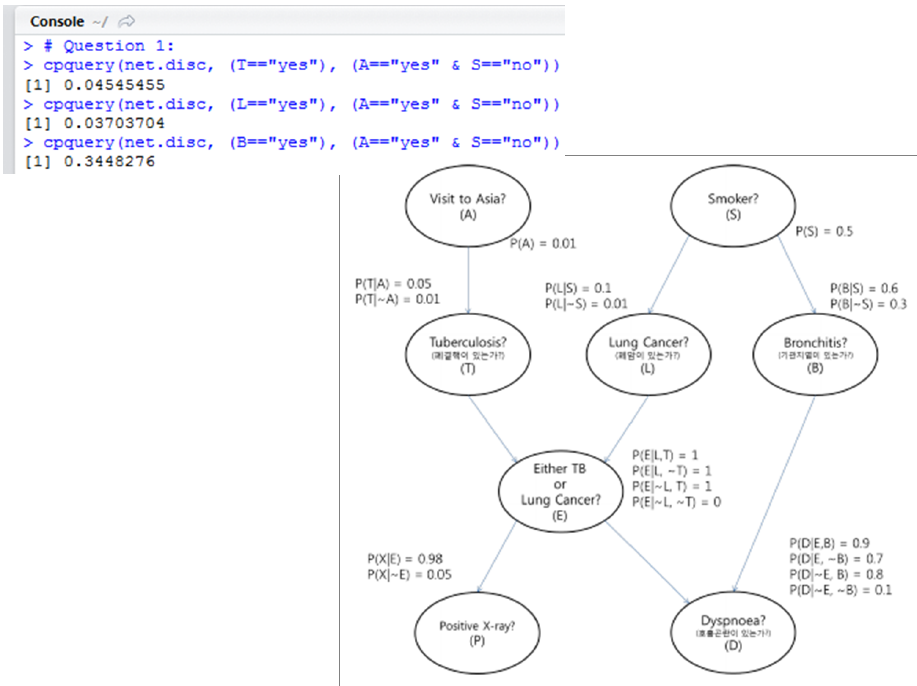 Console ~/
> # Question 1:
> cpquery(net.disc, (T=="yes"), (A=="yes" & S=="no"))
[1] 0.04545455
> cpquery(net.disc, (L=="yes"), (A=="yes" & S=="no"))
[1] 0.03703704
> cpquery(net.disc, (B=="yes"), (A=="yes" & S=="no"))
[1] 0.3448276
Visit to Asia?
(A)
P(A) = 0.01
Smoker?
(S)
P(S) = 0.5
P(T|A) = 0.05
P(T|~A) = 0.01
P(L|S) = 0.1
P(L|~S) = 0.01
P(B|S) = 0.6
P(B|~S) = 0.3
Tuberculosis?
(폐결핵이 있는가?)
(T)
Lung Cancer?
(폐암이 있는가?)
(L)
Bronchitis?
(기관지염이 있는가?)
(B)
Either TB
or
Lung Cancer?
(E)
P(E|L,T) = 1
P(E|L, ~T) = 1
P(E|~L, T) = 1
P(E|~L, ~T) = 0
P(X|E) = 0.98
P(X|~E) = 0.05
P(D|E,B) = 0.9
P(D|E, ~B) = 0.7
P(D|~E, B) = 0.8
P(D|~E, ~B) = 0.1
Positive X-ray?
(P)
Dyspnoea?
(호흡곤란이 있는가?)
(D)